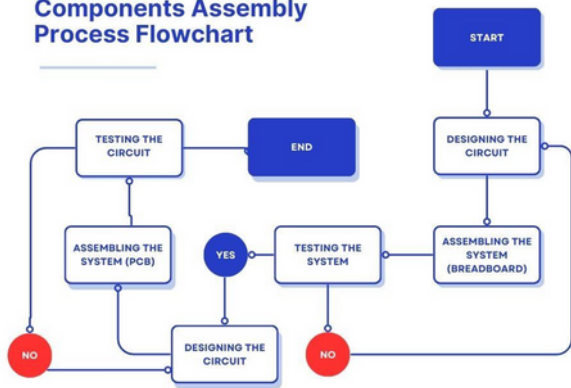 Components Assembly
Process Flowchart
START
TESTING THE
CIRCUIT
END
DESIGNING THE
CIRCUIT
ASSEMBLING THE
SYSTEM (PCB)
YES
TESTING THE
SYSTEM
ASSEMBLING THE
SYSTEM
(BREADBOARD)
NO
DESIGNING THE
CIRCUIT
NO